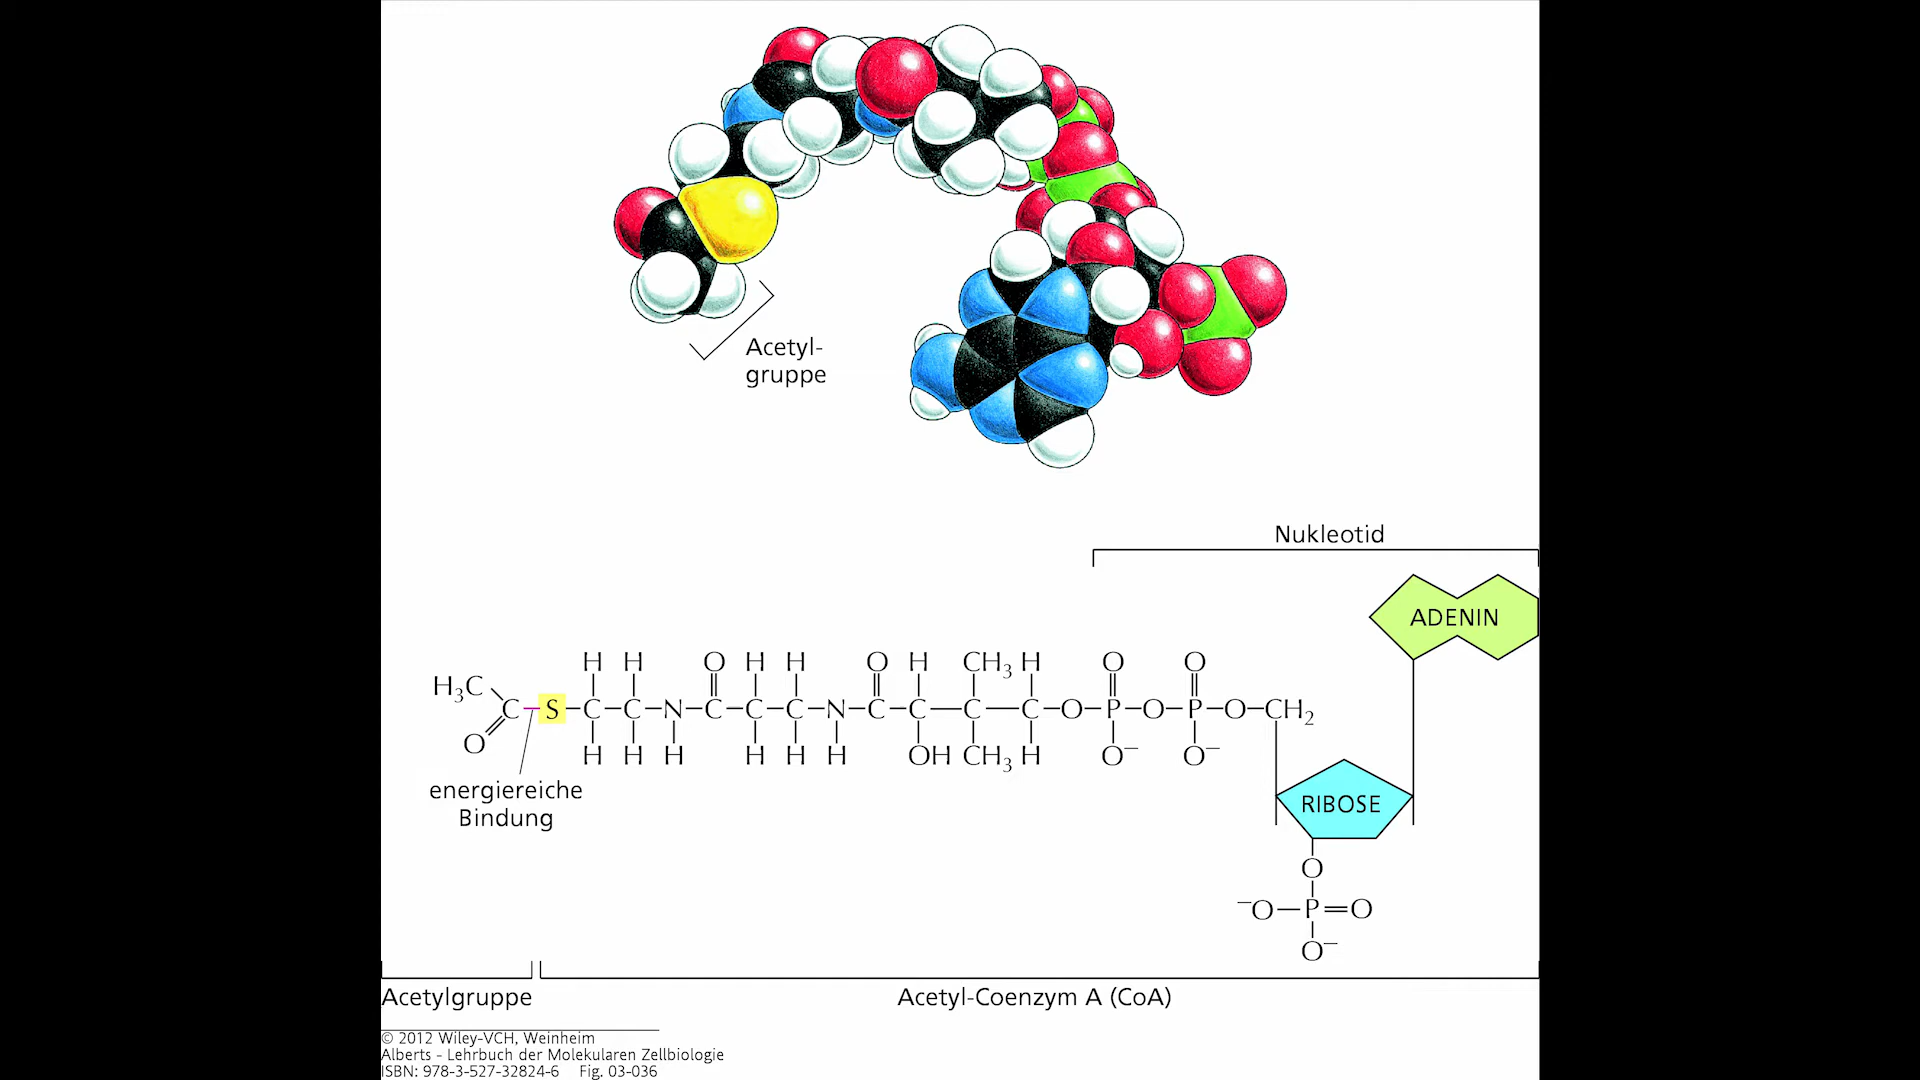 Acetyl-
gruppe
Nukleotid
ADENIN
H H O H H O H CH3 H O O
H3C
C–S–C–C–N–C–C–C–N–C–C–C–C–O–P–O–P–O–CH2
O
H H H H H H OH CH3 H O– O–
energiereiche
Bindung
RIBOSE
O
–O–P=O
O–
Acetylgruppe
Acetyl-Coenzym A (CoA)
© 2012 Wiley-VCH, Weinheim
Alberts - Lehrbuch der Molekularen Zellbiologie
ISBN: 978-3-527-32824-6 Fig. 03-036